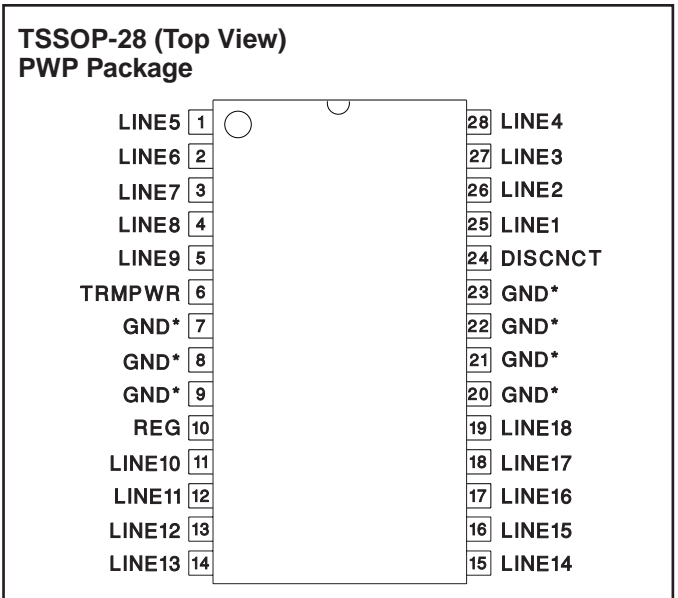 TSSOP-28 (Top View)
PWP Package
LINE5 1 28 LINE4
LINE6 2 27 LINE3
LINE7 3 26 LINE2
LINE8 4 25 LINE1
LINE9 5 24 DISCNCT
TRMPWR 6 23 GND*
GND* 7 22 GND*
GND* 8 21 GND*
GND* 9 20 GND*
REG 10 19 LINE18
LINE10 11 18 LINE17
LINE11 12 17 LINE16
LINE12 13 16 LINE15
LINE13 14 15 LINE14